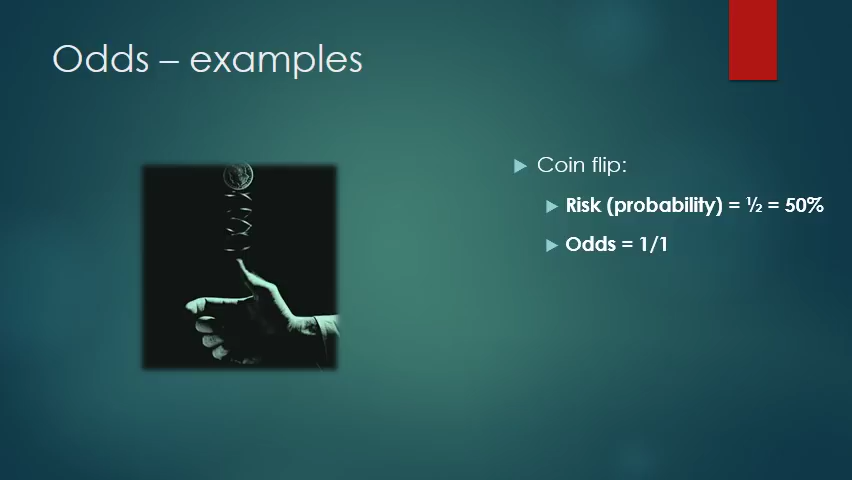 Odds – examples
Coin flip:
Risk (probability) = ½ = 50%
Odds = 1/1